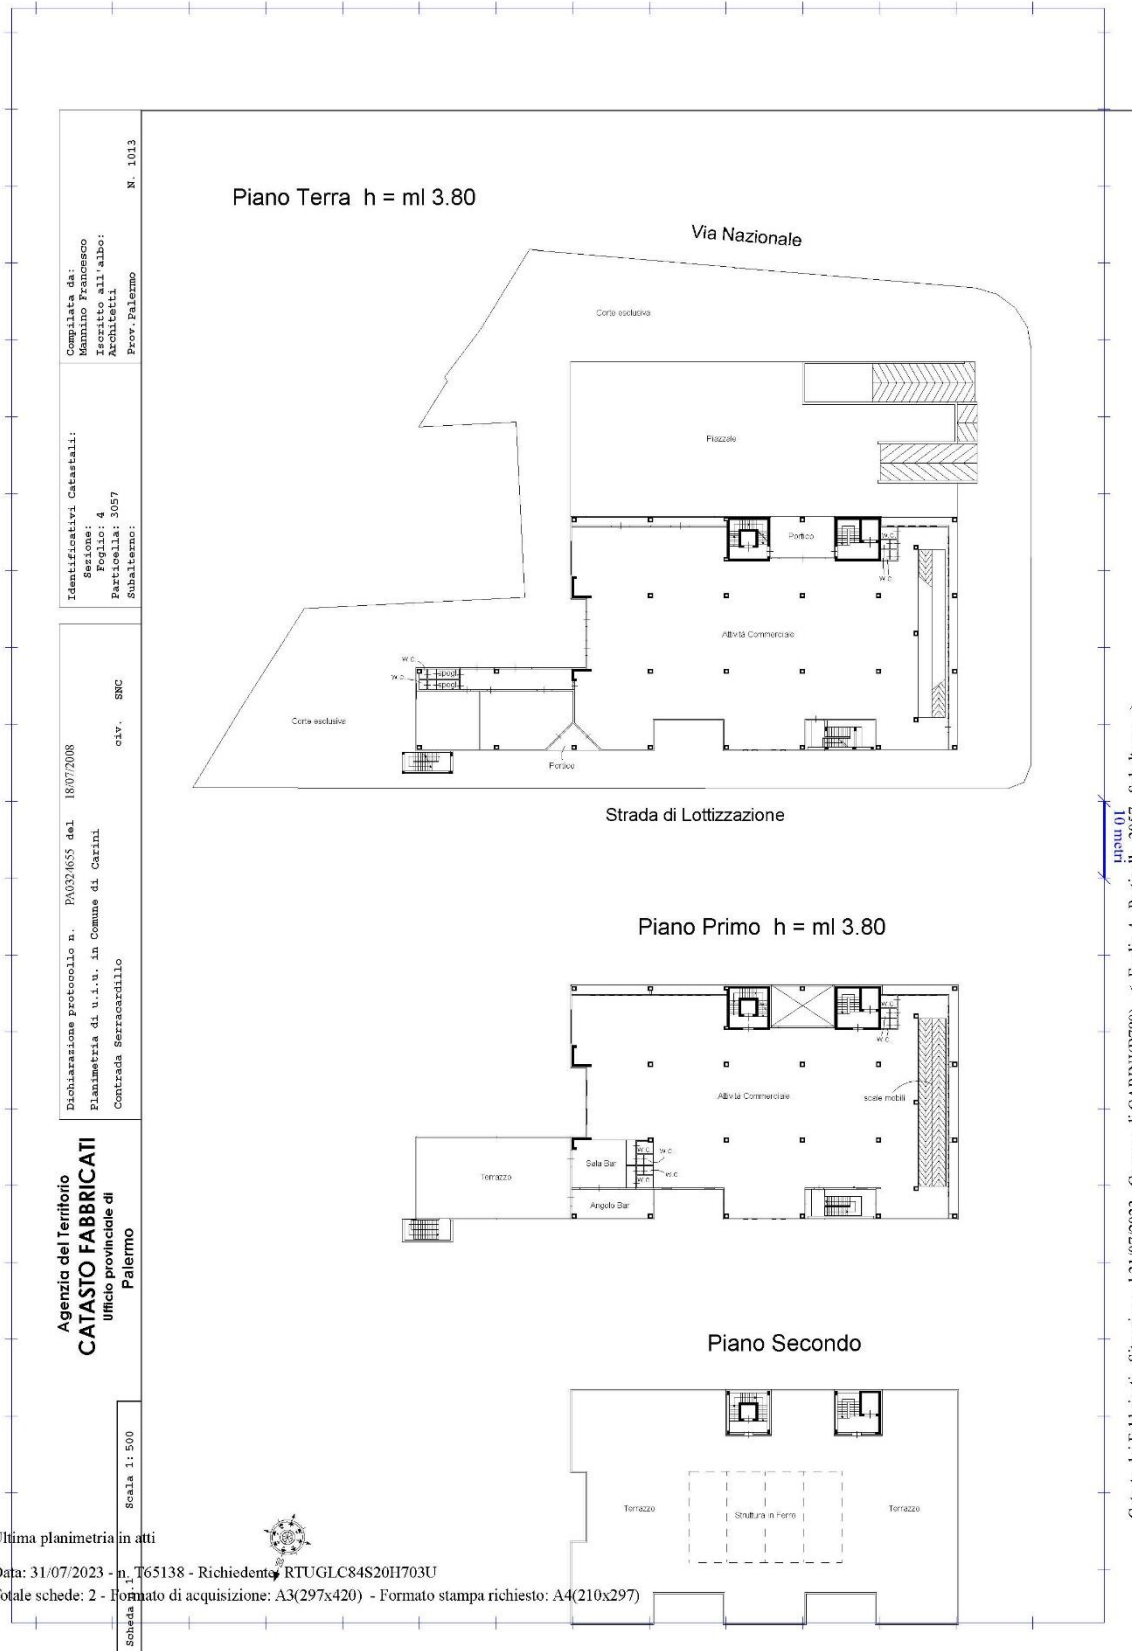 Compilata da:
Mannino Francesco
Iscritto all'albo:
Architetti
Prov. Palermo N. 1013
Identificativi Catastali:
Sezione:
Foglio: 4
Particella: 3057
Subalterno:
Dichiarazione protocollo n. PA0324655 del 18/07/2008
Planimetria di u.i.u. in Comune di Carini
Contrada Serracardillo civ. SNC
Agenzia del Territorio
CATASTO FABBRICATI
Ufficio provinciale di
Palermo
Scheda n. 1 Scala 1:500
Piano Terra h = ml 3.80
Via Nazionale
Corte esclusiva
Piazzale
Portico
w.c.
w.c.
Attività Commerciale
w.c.
w.c.
spogl.
spogl.
Corte esclusiva
Portico
Strada di Lottizzazione
10 metri
Piano Primo h = ml 3.80
w.c.
w.c.
Attività Commerciale
scale mobili
Terrazzo
Sala Bar
w.c.
w.c.
w.c.
w.c.
Angolo Bar
Piano Secondo
Terrazzo
Struttura in Ferro
Terrazzo
Ultima planimetria in atti
Data: 31/07/2023 - n. T65138 - Richiedente: RTUGLC84S20H703U
Totale schede: 2 - Formato di acquisizione: A3(297x420) - Formato stampa richiesto: A4(210x297)